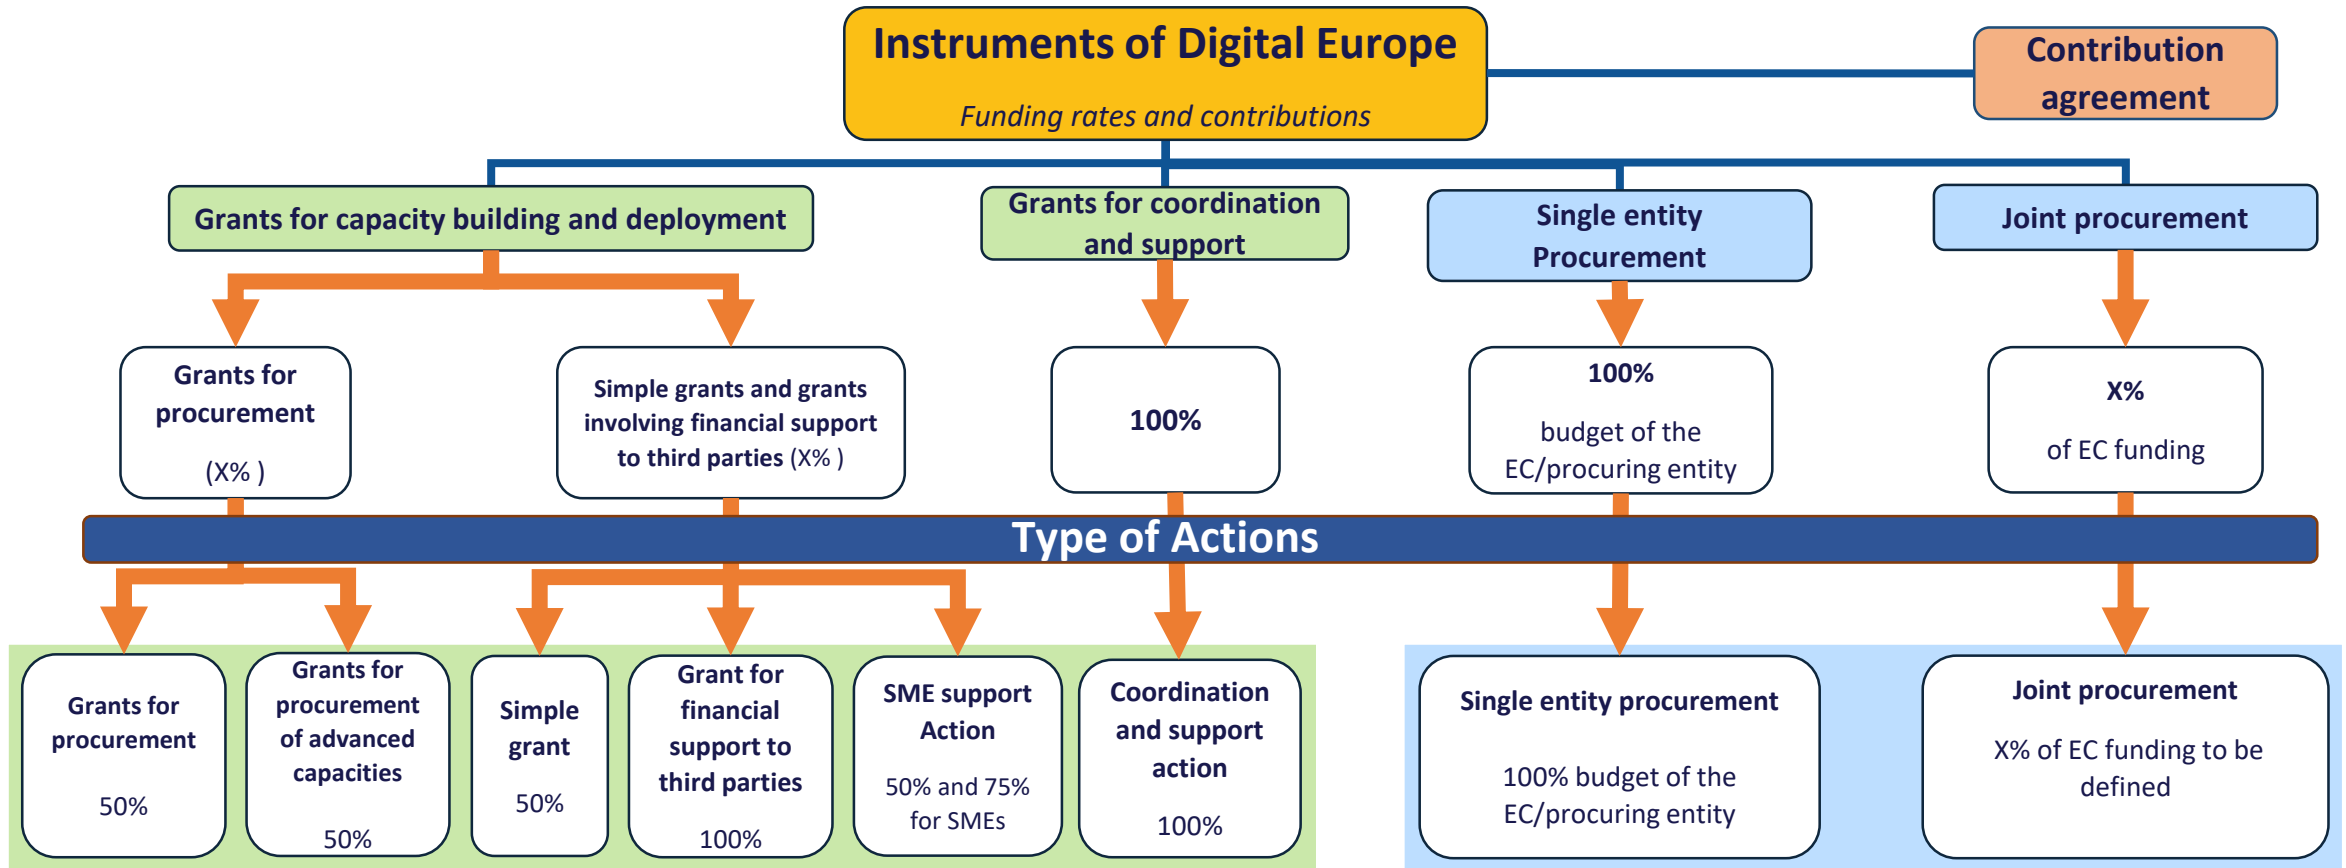 Instruments of Digital Europe
Funding rates and contributions
Contribution
agreement
Grants for capacity building and deployment
Grants for coordination
and support
Single entity
Procurement
Joint procurement
Grants for
procurement
(X% )
Simple grants and grants
involving financial support
to third parties (X% )
100%
100%
budget of the
EC/procuring entity
X%
of EC funding
Type of Actions
Grants for
procurement
50%
Grants for
procurement
of advanced
capacities
50%
Simple
grant
50%
Grant for
financial
support to
third parties
100%
SME support
Action
50% and 75%
for SMEs
Coordination
and support
action
100%
Single entity procurement
100% budget of the
EC/procuring entity
Joint procurement
X% of EC funding to be
defined